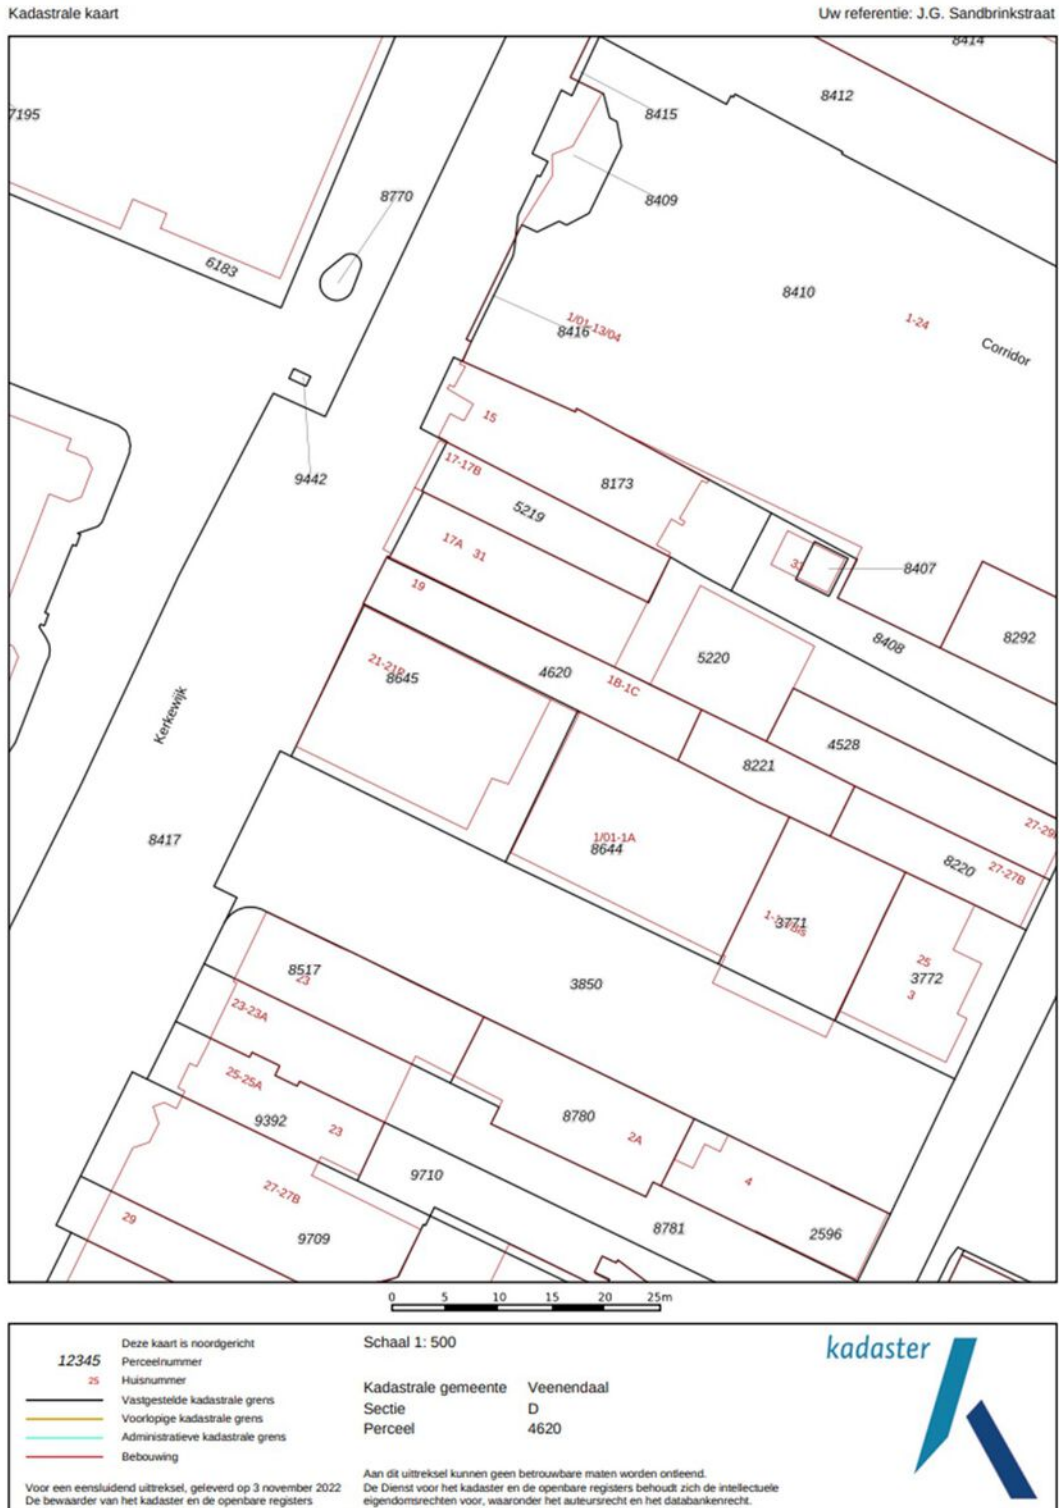 Kadastrale kaart
Uw referentie: J.G. Sandbrinkstraat
8414
8412
7195
8415
8770
8409
6183
8410
1-24
1/01-13/04
8416
Corridor
15
17-17B
8173
9442
5219
17A 31
8407
19
8408
8292
5220
4620
1B-1C
8645
Kerkewijk
4528
8221
8417
1/01-1A
8644
27-29
8220
27-27B
3771
25
3772
3
8517
23
3850
23-23A
25-25A
9392
23
8780
2A
9710
4
27-27B
29
9709
8781
2596
0 5 10 15 20 25m
Deze kaart is noordgericht
12345 Perceelnummer
25 Huisnummer
Vastgestelde kadastrale grens
Voorlopige kadastrale grens
Administratieve kadastrale grens
Bebouwing
Voor een eensluidend uittreksel, geleverd op 3 november 2022
De bewaarder van het kadaster en de openbare registers
Schaal 1: 500
Kadastrale gemeente Veenendaal
Sectie D
Perceel 4620
Aan dit uittreksel kunnen geen betrouwbare maten worden ontleend.
De Dienst voor het kadaster en de openbare registers behoudt zich de intellectuele
eigendomsrechten voor, waaronder het auteursrecht en het databankenrecht.
kadaster